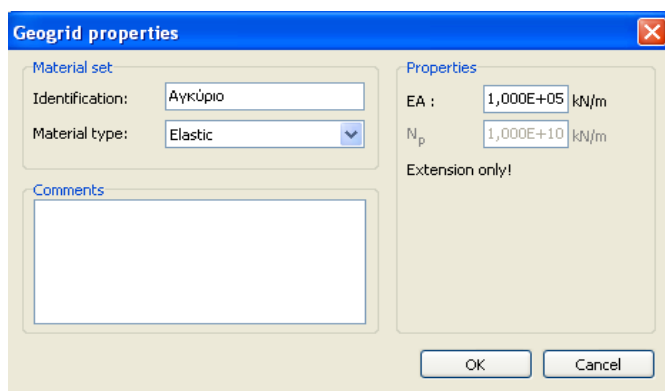 Geogrid properties
Material set
Identification: Αγκύριο
Material type: Elastic
Comments
Properties
EA : 1,000E+05 kN/m
Np 1,000E+10 kN/m
Extension only!
OK Cancel